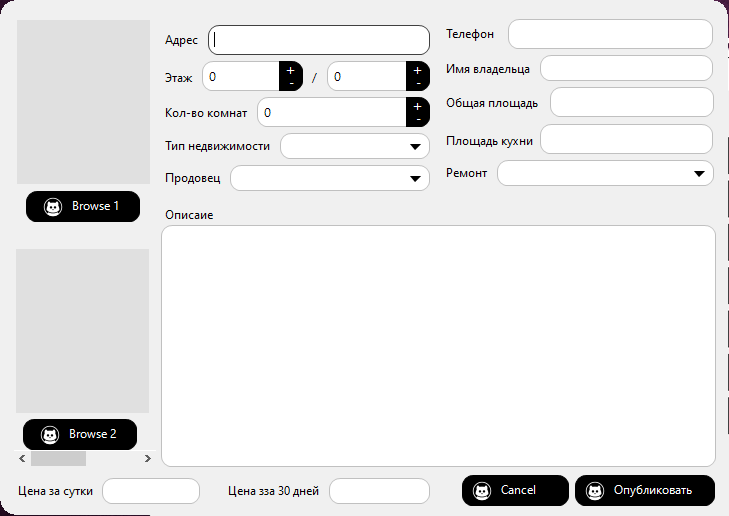 Адрес
Телефон
Этаж 0 + - / 0 + -
Имя владельца
Кол-во комнат 0 + -
Общая площадь
Тип недвижимости
Площадь кухни
Продовец
Ремонт
Browse 1
Описаие
Browse 2
Цена за сутки
Цена зза 30 дней
Cancel
Опубликовать